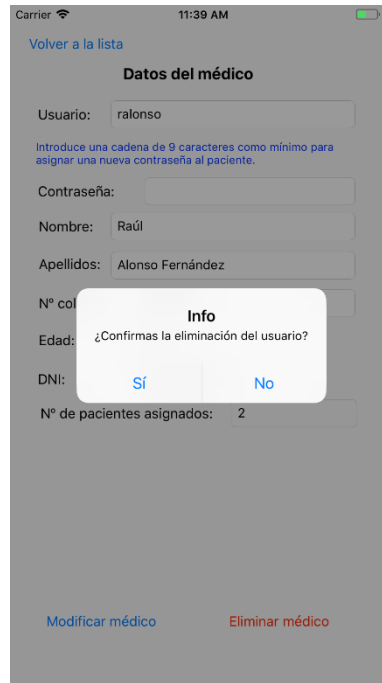 Carrier 11:39 AM
Volver a la lista
Datos del médico
Usuario: ralonso
Introduce una cadena de 9 caracteres como mínimo para
asignar una nueva contraseña al paciente.
Contraseña:
Nombre: Raúl
Apellidos: Alonso Fernández
Nº col
Info
Edad:
¿Confirmas la eliminación del usuario?
DNI:
Sí No
Nº de pacientes asignados: 2
Modificar médico Eliminar médico